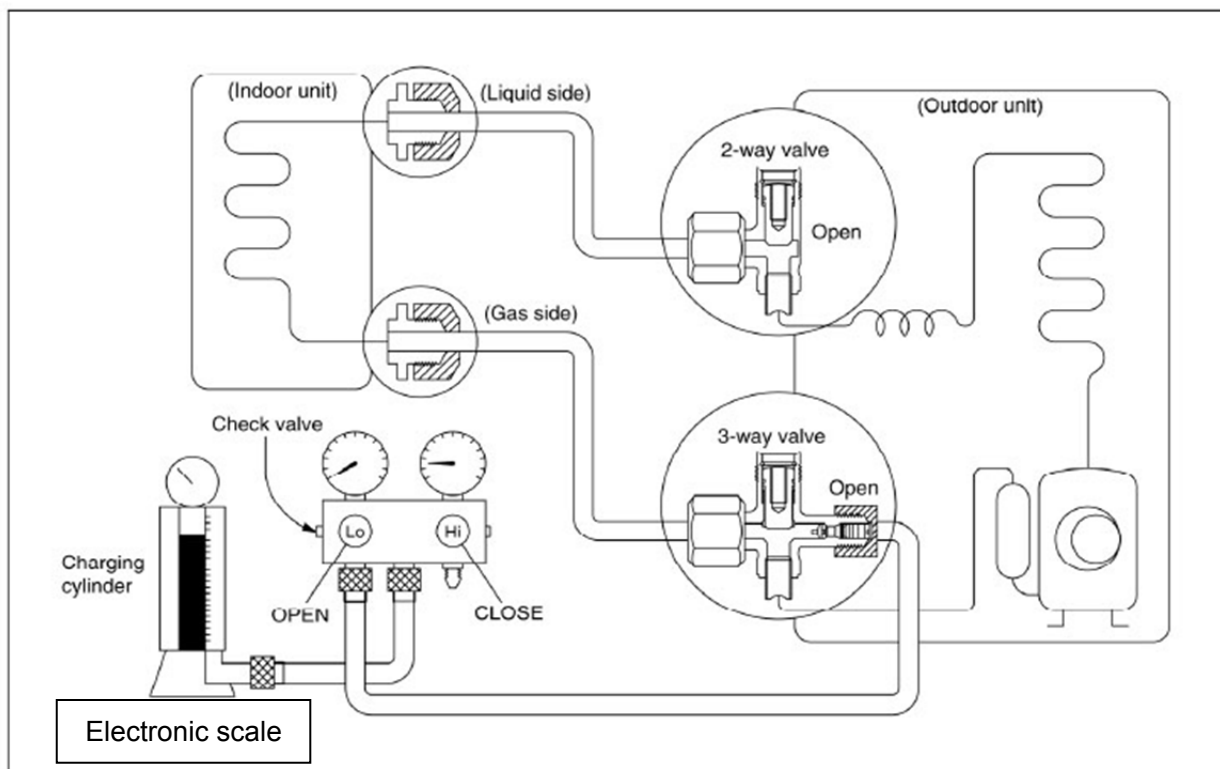 (Indoor unit)
(Liquid side)
(Outdoor unit)
2-way valve
Open
(Gas side)
Check valve
3-way valve
Open
Lo
Hi
Charging
cylinder
OPEN
CLOSE
Electronic scale